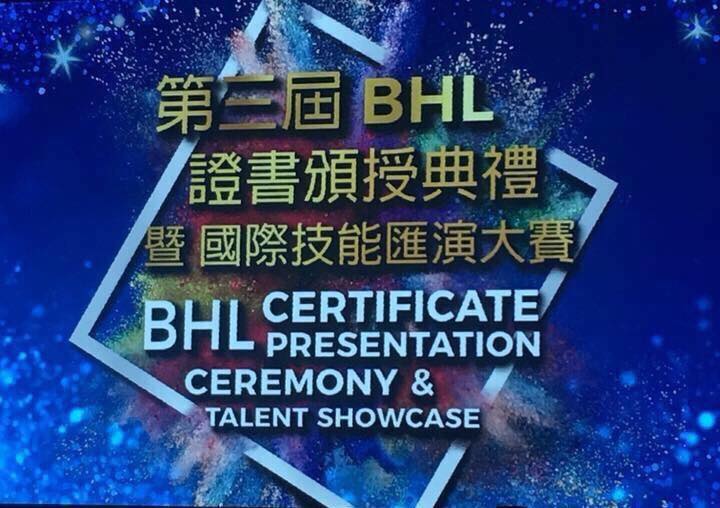 第三屆 BHL
證書頒授典禮
暨 國際技能匯演大賽
BHL CERTIFICATE
PRESENTATION
CEREMONY &
TALENT SHOWCASE